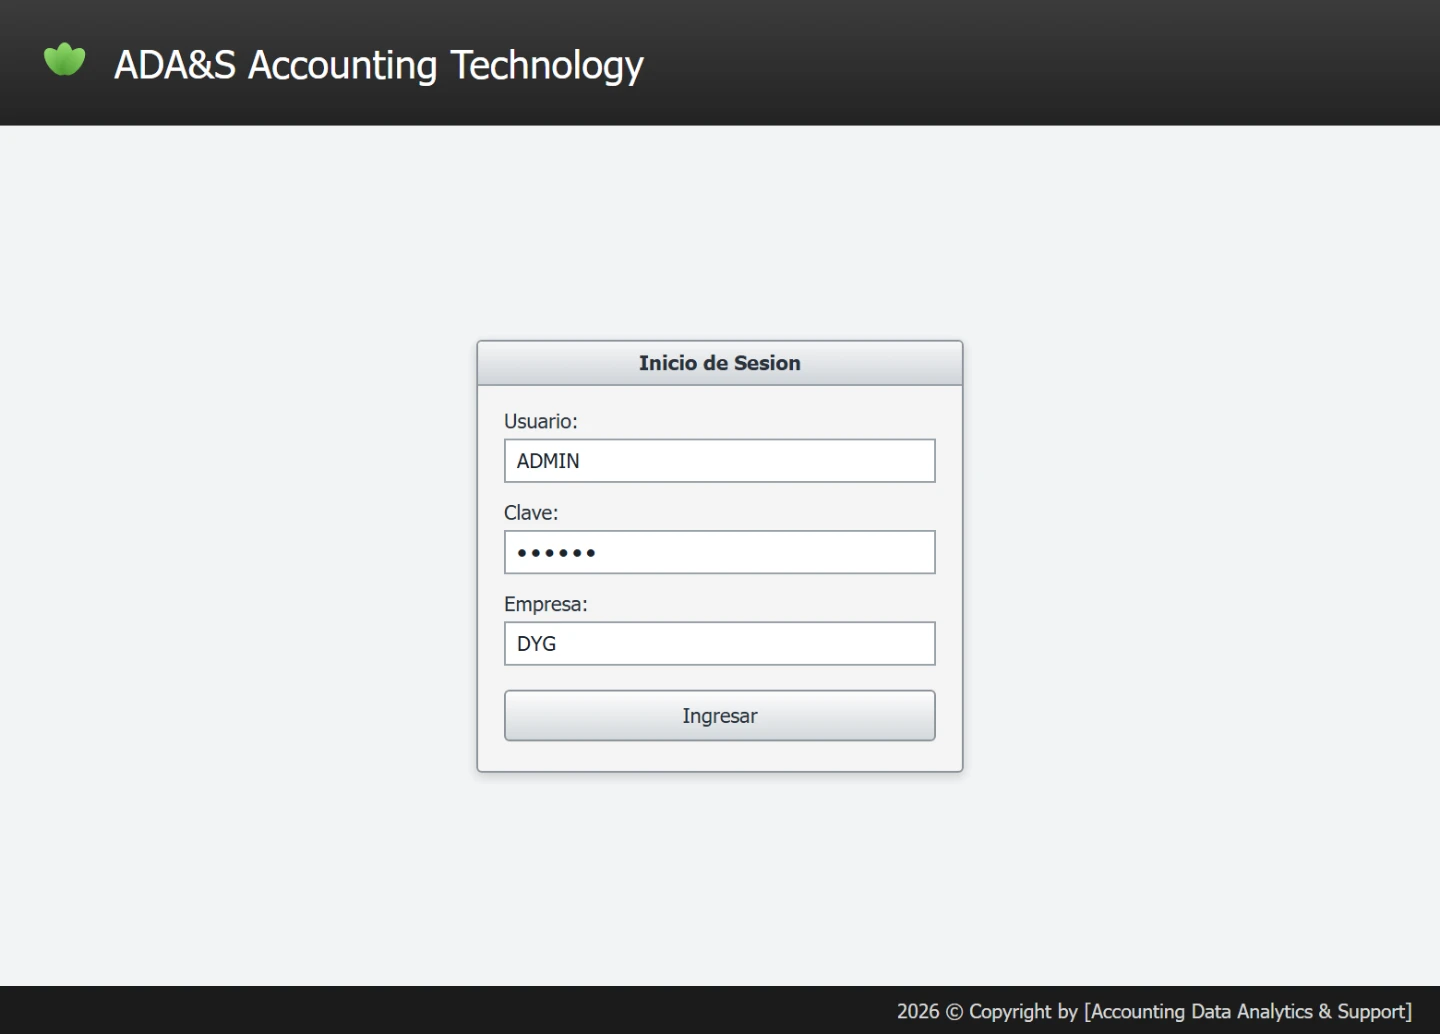 ADA&S Accounting Technology
Inicio de Sesion
Usuario:
ADMIN
Clave:
••••••
Empresa:
DYG
Ingresar
2026 © Copyright by [Accounting Data Analytics & Support]